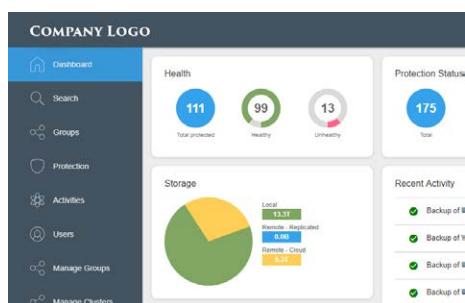 COMPANY LOGO
Dashboard
Search
Groups
Protection
Activities
Users
Manage Groups
Manage Clusters
Health
111
Total protected
99
Healthy
13
Unhealthy
Protection Status
175
Total
Storage
Local
13.3T
Remote - Replicated
0.0B
Remote - Cloud
5.3T
Recent Activity
Backup of
Backup of
Backup of
Backup of